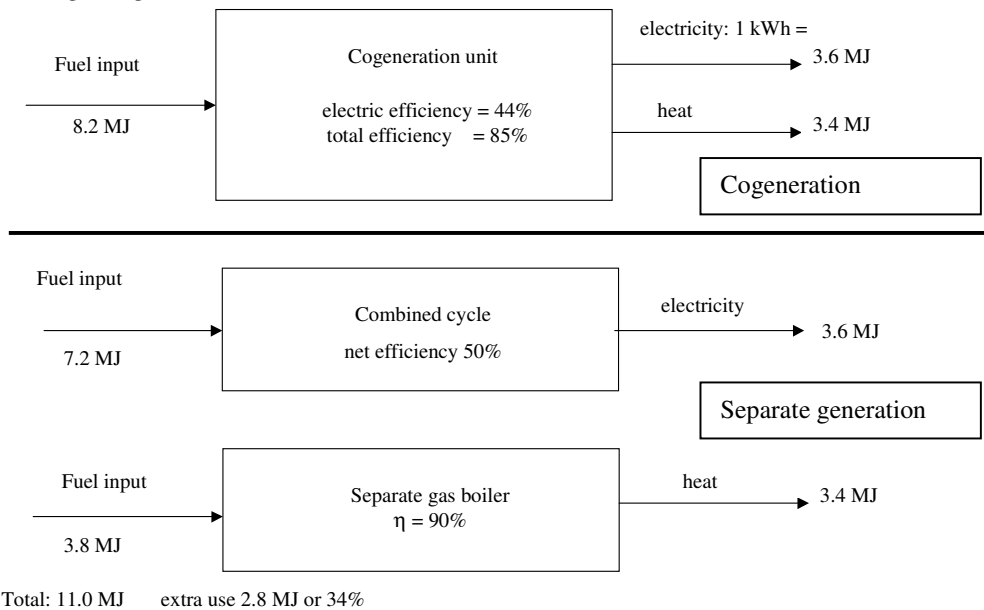 electricity: 1 kWh =
3.6 MJ
Fuel input
8.2 MJ
Cogeneration unit
electric efficiency = 44%
total efficiency = 85%
heat
3.4 MJ
Cogeneration
Fuel input
7.2 MJ
Combined cycle
net efficiency 50%
electricity
3.6 MJ
Separate generation
Fuel input
3.8 MJ
Separate gas boiler
η = 90%
heat
3.4 MJ
Total: 11.0 MJ extra use 2.8 MJ or 34%